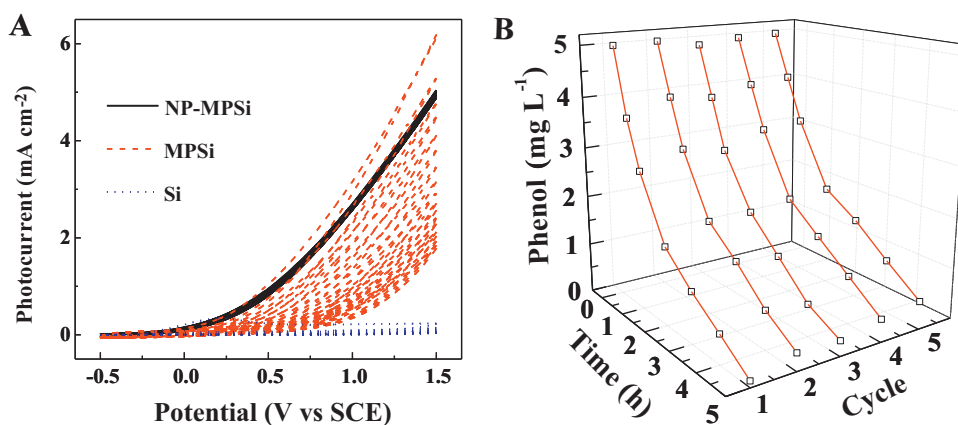 A
6
4
2
0
Photocurrent (mA cm⁻²)
NP-MPSi
MPSi
Si
-0.5 0.0 0.5 1.0 1.5
Potential (V vs SCE)
B
5
4
3
2
1
0
Phenol (mg L⁻¹)
0 1 2 3 4 5
Time (h)
1 2 3 4 5
Cycle